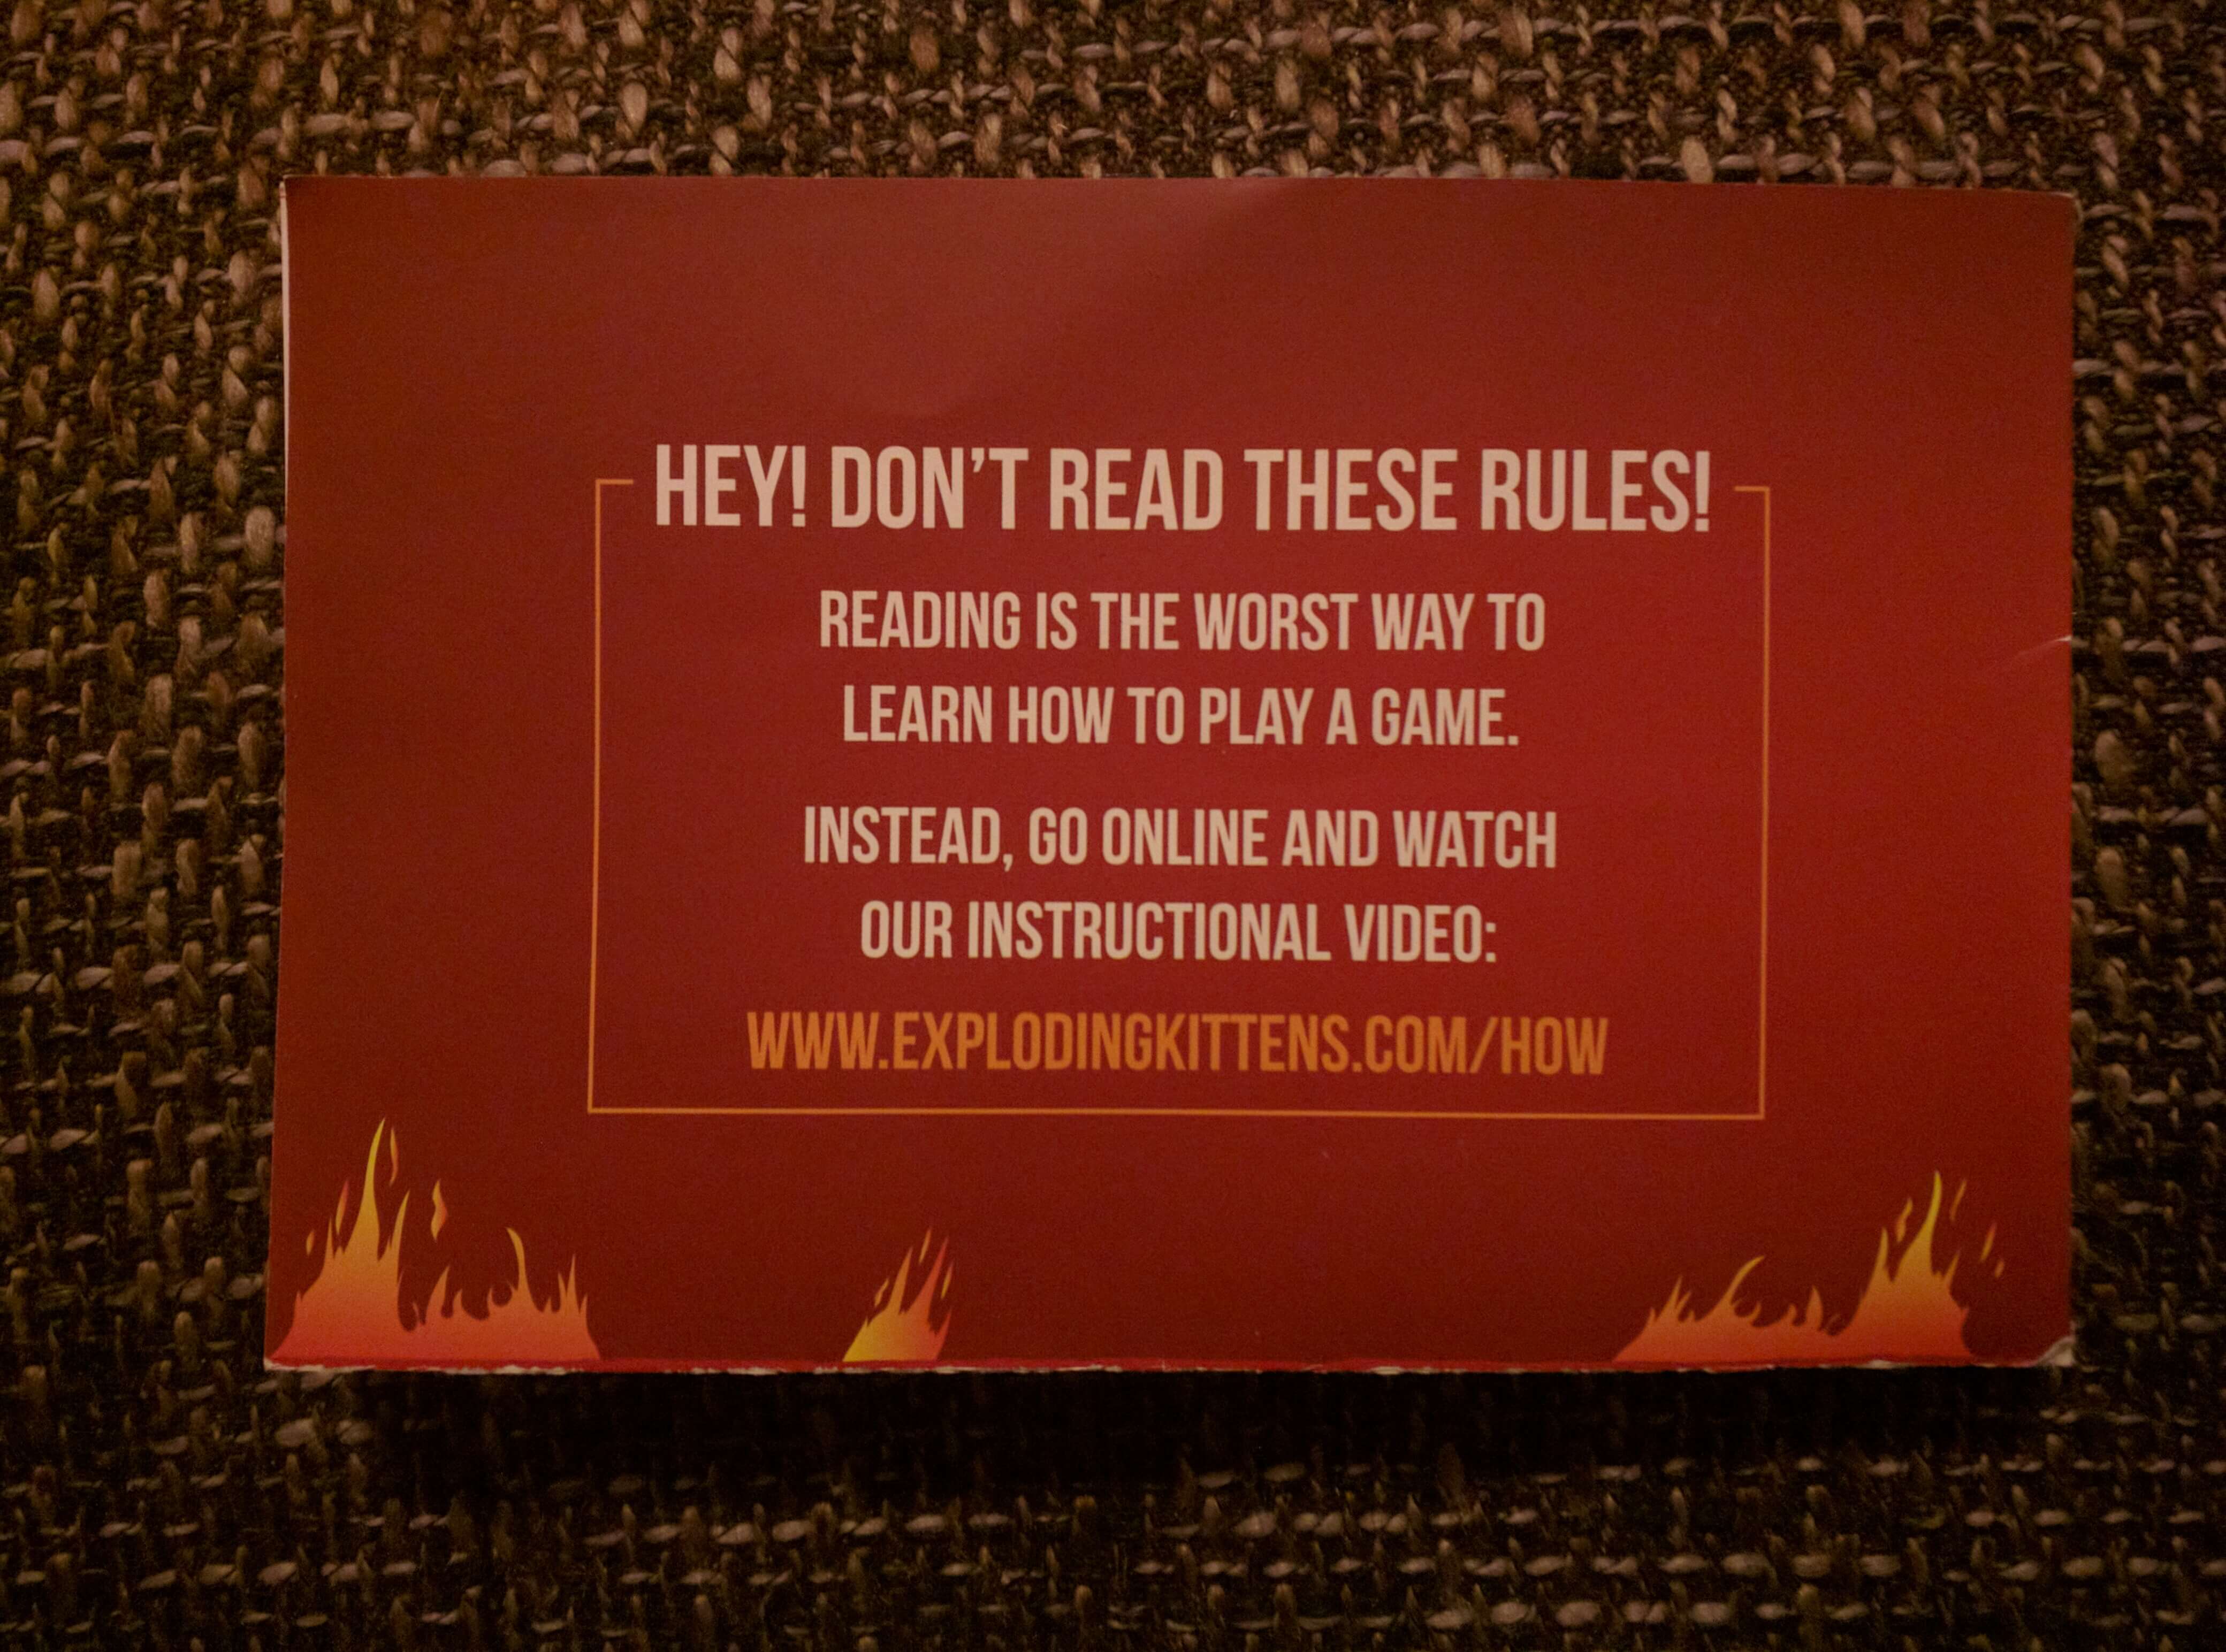 HEY! DON'T READ THESE RULES!
READING IS THE WORST WAY TO
LEARN HOW TO PLAY A GAME.
INSTEAD, GO ONLINE AND WATCH
OUR INSTRUCTIONAL VIDEO:
WWW.EXPLODINGKITTENS.COM/HOW